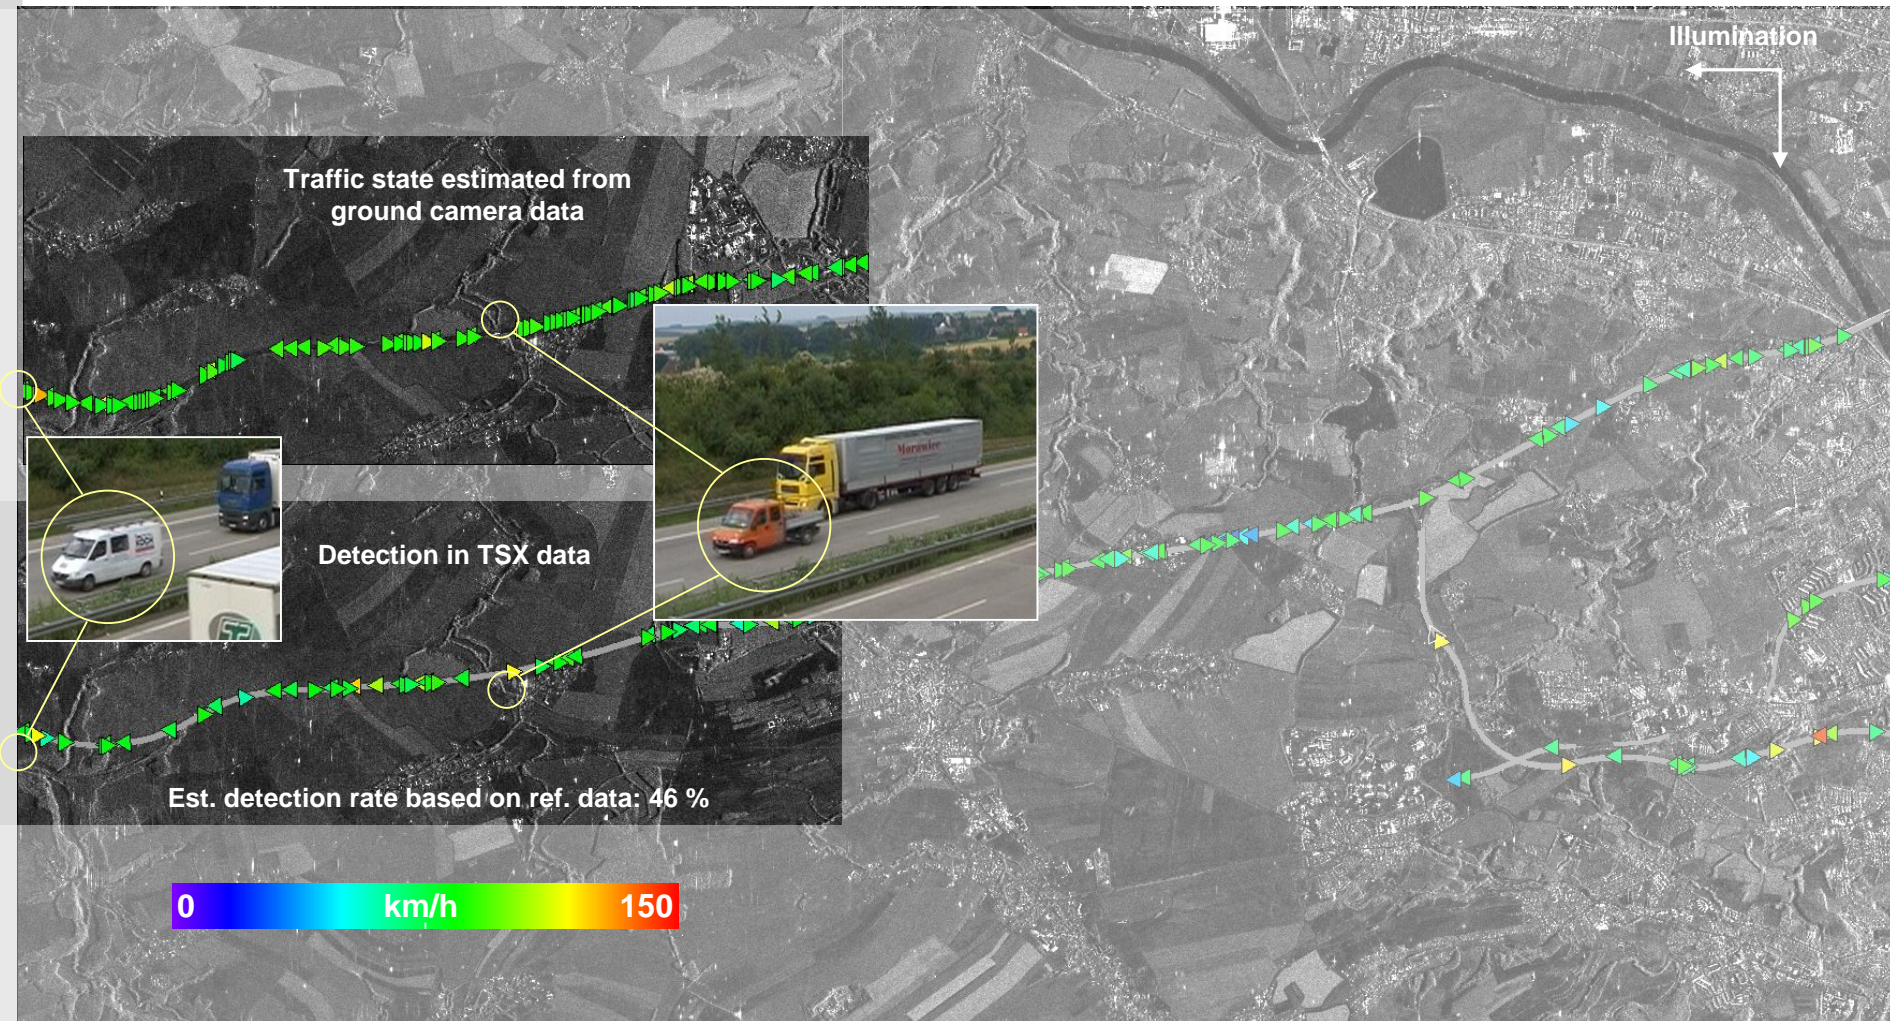 Illumination
Traffic state estimated from
ground camera data
Morawiec
Detection in TSX data
Est. detection rate based on ref. data: 46 %
0 km/h 150